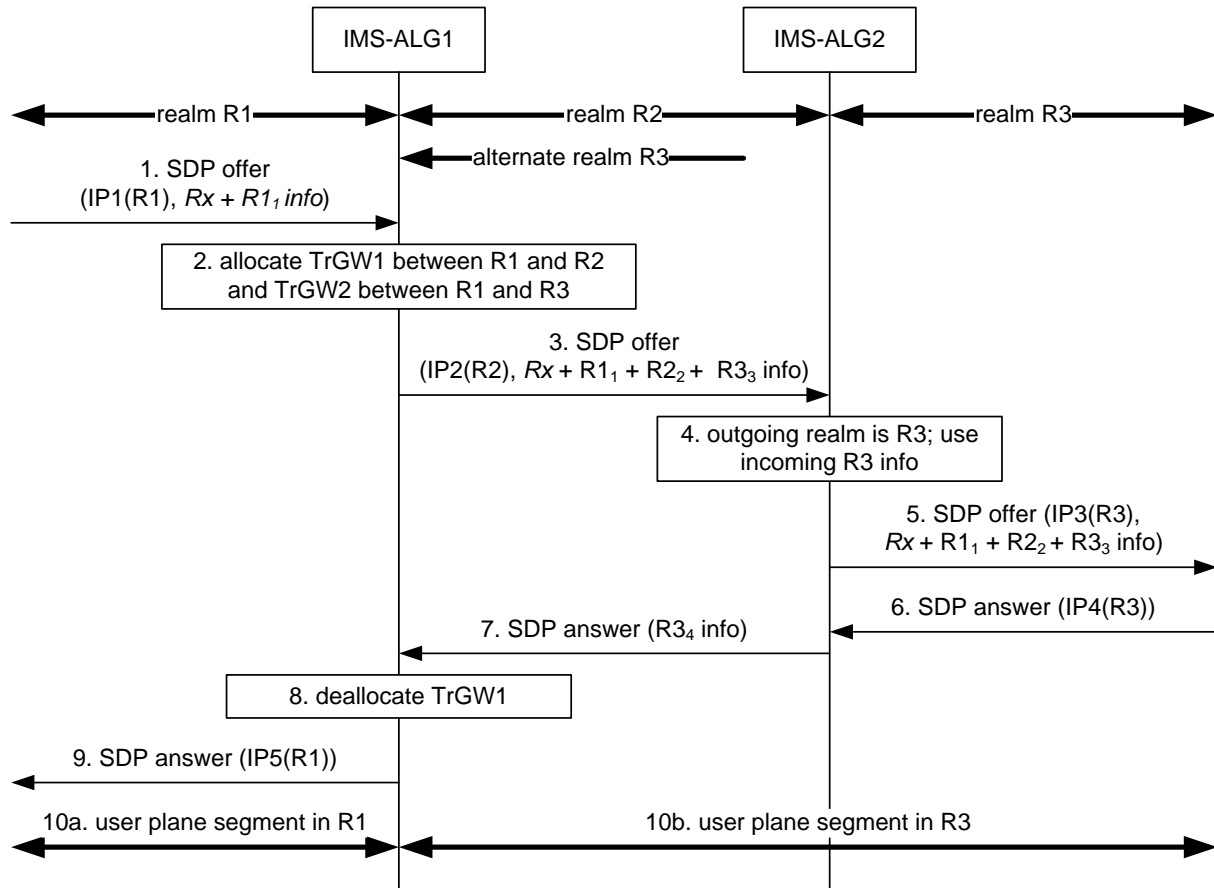 IMS-ALG1
IMS-ALG2
realm R1
realm R2
realm R3
alternate realm R3
1. SDP offer
(IP1(R1), Rx + R1₁ info)
2. allocate TrGW1 between R1 and R2
and TrGW2 between R1 and R3
3. SDP offer
(IP2(R2), Rx + R1₁ + R2₂ + R3₃ info)
4. outgoing realm is R3; use
incoming R3 info
5. SDP offer (IP3(R3),
Rx + R1₁ + R2₂ + R3₃ info)
6. SDP answer (IP4(R3))
7. SDP answer (R3₄ info)
8. deallocate TrGW1
9. SDP answer (IP5(R1))
10a. user plane segment in R1
10b. user plane segment in R3